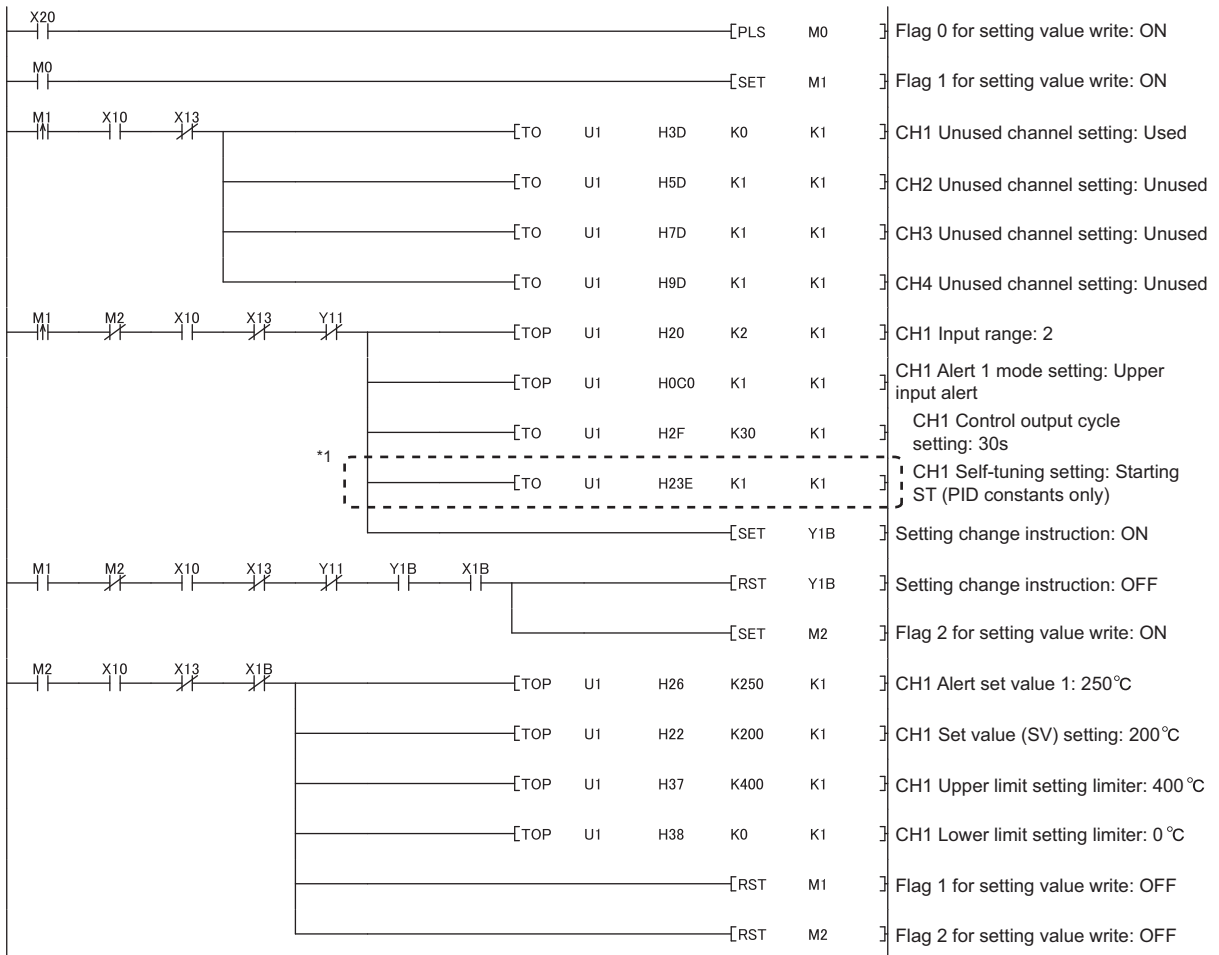 X20
[PLS M0 ] Flag 0 for setting value write: ON
M0
[SET M1 ] Flag 1 for setting value write: ON
M1 X10 X13
[TO U1 H3D K0 K1 ] CH1 Unused channel setting: Used
[TO U1 H5D K1 K1 ] CH2 Unused channel setting: Unused
[TO U1 H7D K1 K1 ] CH3 Unused channel setting: Unused
[TO U1 H9D K1 K1 ] CH4 Unused channel setting: Unused
M1 M2 X10 X13 Y11
[TOP U1 H20 K2 K1 ] CH1 Input range: 2
[TOP U1 H0C0 K1 K1 ] CH1 Alert 1 mode setting: Upper
input alert
[TO U1 H2F K30 K1 ] CH1 Control output cycle
setting: 30s
*1
[TO U1 H23E K1 K1 ] CH1 Self-tuning setting: Starting
ST (PID constants only)
[SET Y1B ] Setting change instruction: ON
M1 M2 X10 X13 Y11 Y1B X1B
[RST Y1B ] Setting change instruction: OFF
[SET M2 ] Flag 2 for setting value write: ON
M2 X10 X13 X1B
[TOP U1 H26 K250 K1 ] CH1 Alert set value 1: 250℃
[TOP U1 H22 K200 K1 ] CH1 Set value (SV) setting: 200℃
[TOP U1 H37 K400 K1 ] CH1 Upper limit setting limiter: 400℃
[TOP U1 H38 K0 K1 ] CH1 Lower limit setting limiter: 0℃
[RST M1 ] Flag 1 for setting value write: OFF
[RST M2 ] Flag 2 for setting value write: OFF